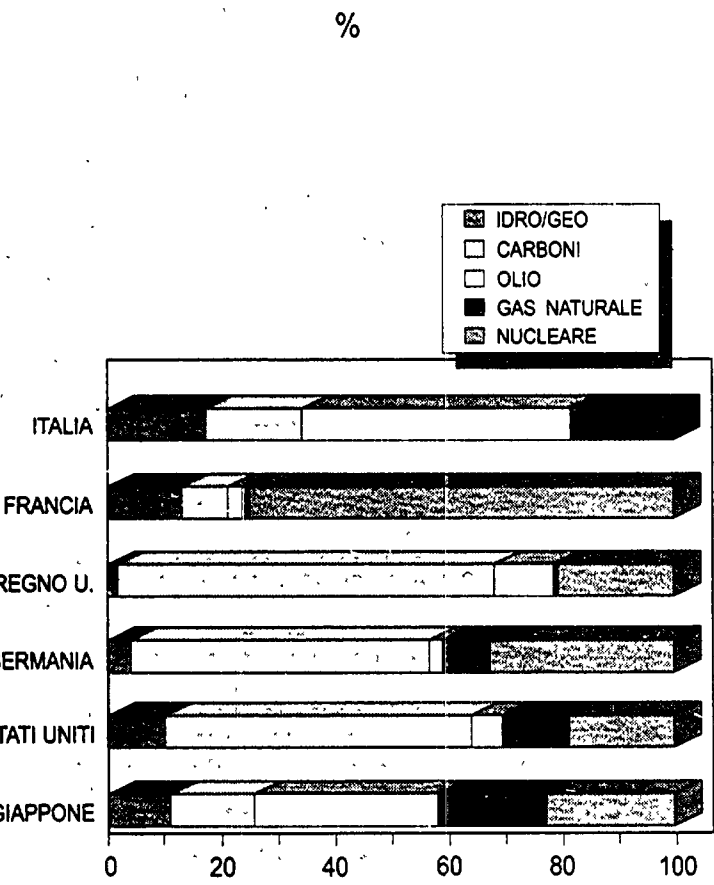 %
IDRO/GEO
CARBONI
OLIO
GAS NATURALE
NUCLEARE
ITALIA
FRANCIA
REGNO U.
GERMANIA
STATI UNITI
GIAPPONE
0 20 40 60 80 100